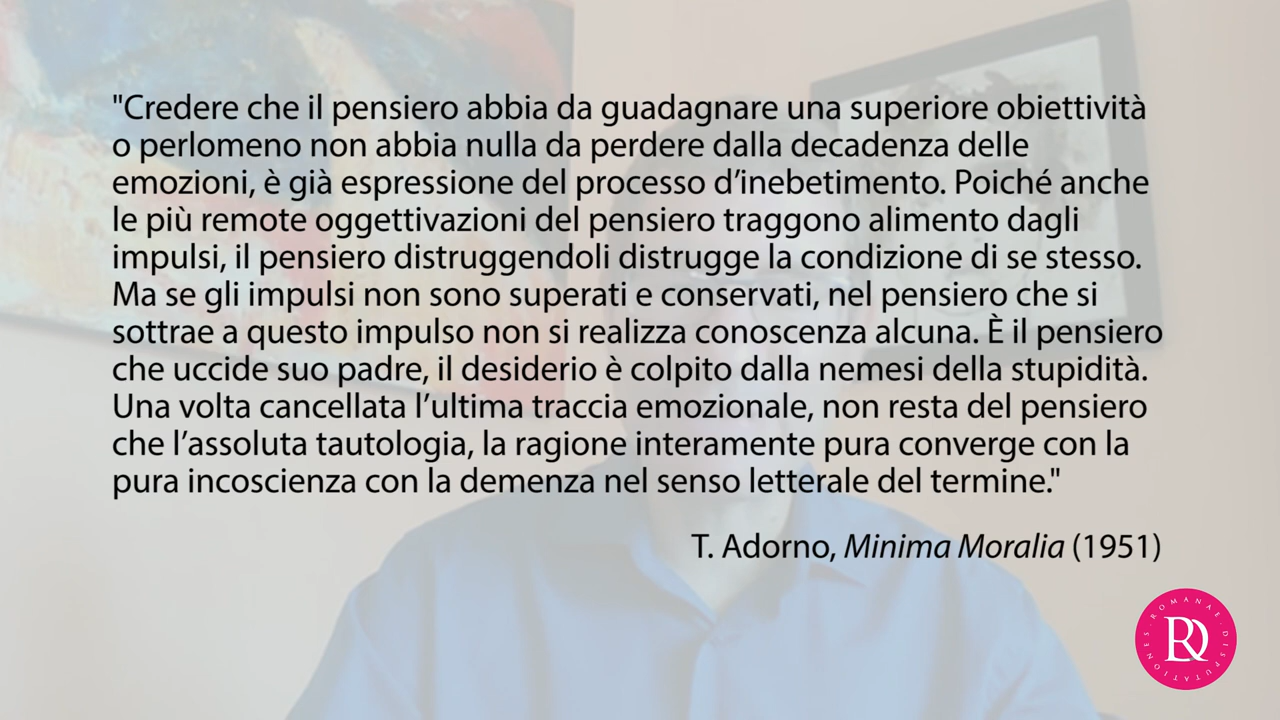 "Credere che il pensiero abbia da guadagnare una superiore obiettività
o perlomeno non abbia nulla da perdere dalla decadenza delle
emozioni, è già espressione del processo d’inebetimento. Poiché anche
le più remote oggettivazioni del pensiero traggono alimento dagli
impulsi, il pensiero distruggendoli distrugge la condizione di se stesso.
Ma se gli impulsi non sono superati e conservati, nel pensiero che si
sottrae a questo impulso non si realizza conoscenza alcuna. È il pensiero
che uccide suo padre, il desiderio è colpito dalla nemesi della stupidità.
Una volta cancellata l’ultima traccia emozionale, non resta del pensiero
che l’assoluta tautologia, la ragione interamente pura converge con la
pura incoscienza con la demenza nel senso letterale del termine."
T. Adorno, Minima Moralia (1951)
ROMANAE · DISPUTATIONES ·
RD